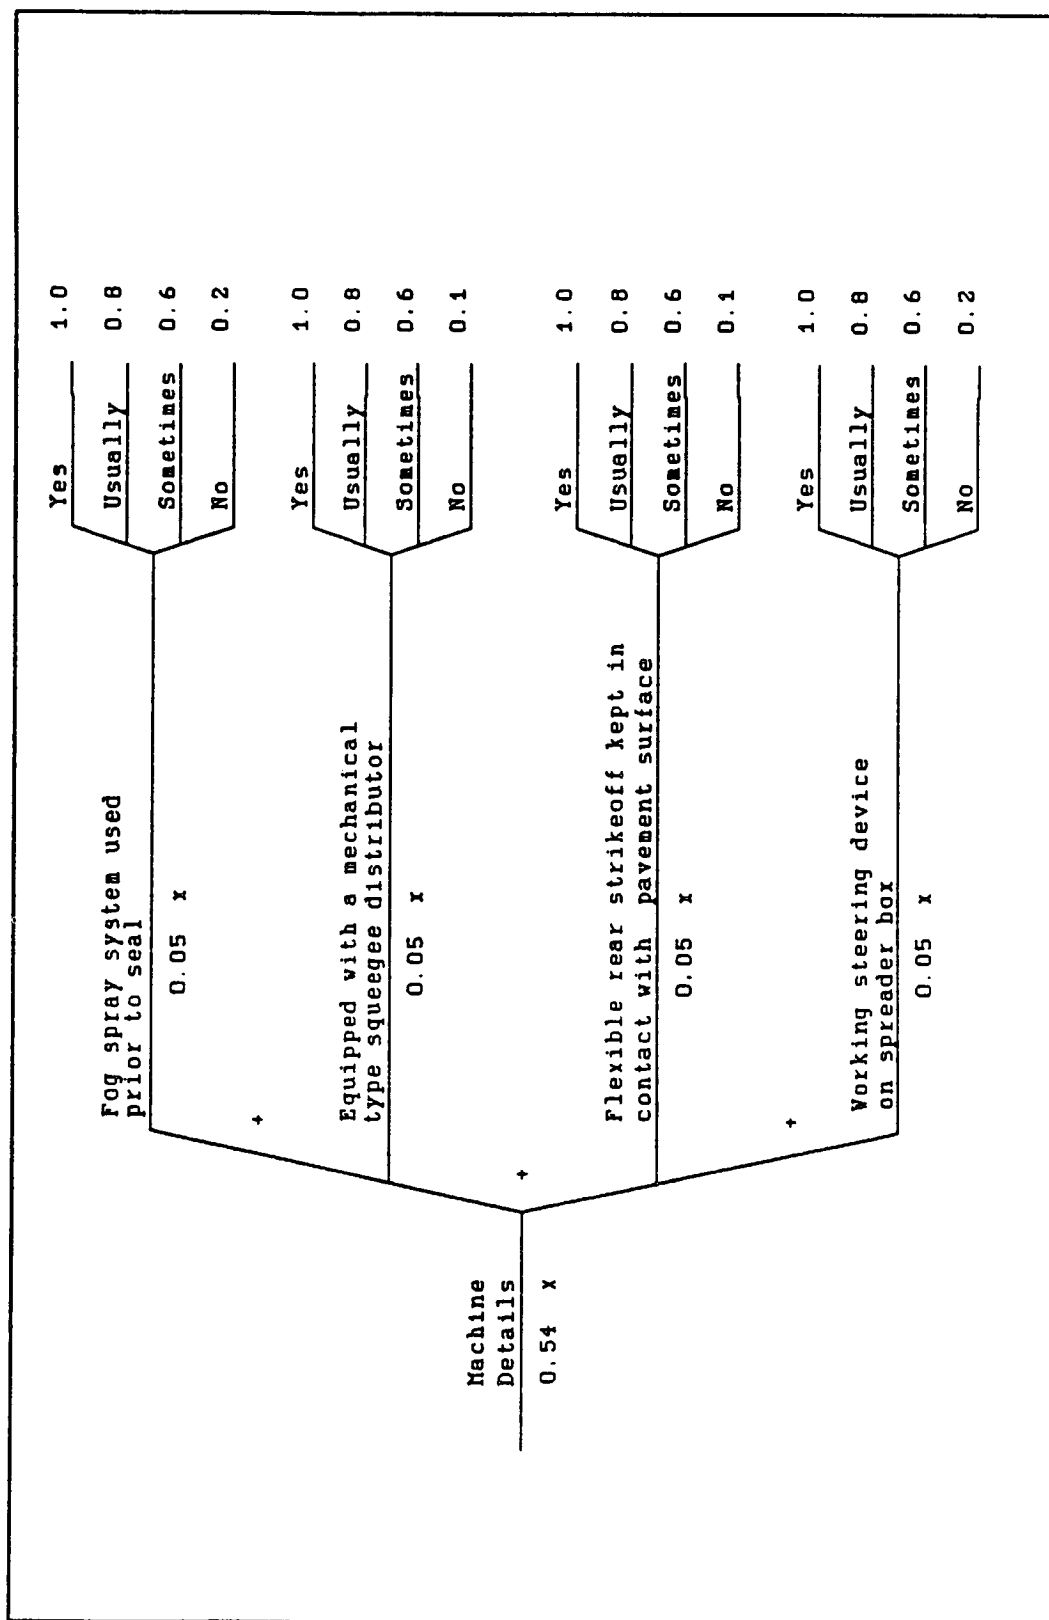 Machine
Details
0.54 x
+
+
+
Fog spray system used
prior to seal
0.05 x
Yes 1.0
Usually 0.8
Sometimes 0.6
No 0.2
Equipped with a mechanical
type squeegee distributor
0.05 x
Yes 1.0
Usually 0.8
Sometimes 0.6
No 0.1
Flexible rear strikeoff kept in
contact with pavement surface
0.05 x
Yes 1.0
Usually 0.8
Sometimes 0.6
No 0.1
Working steering device
on spreader box
0.05 x
Yes 1.0
Usually 0.8
Sometimes 0.6
No 0.2